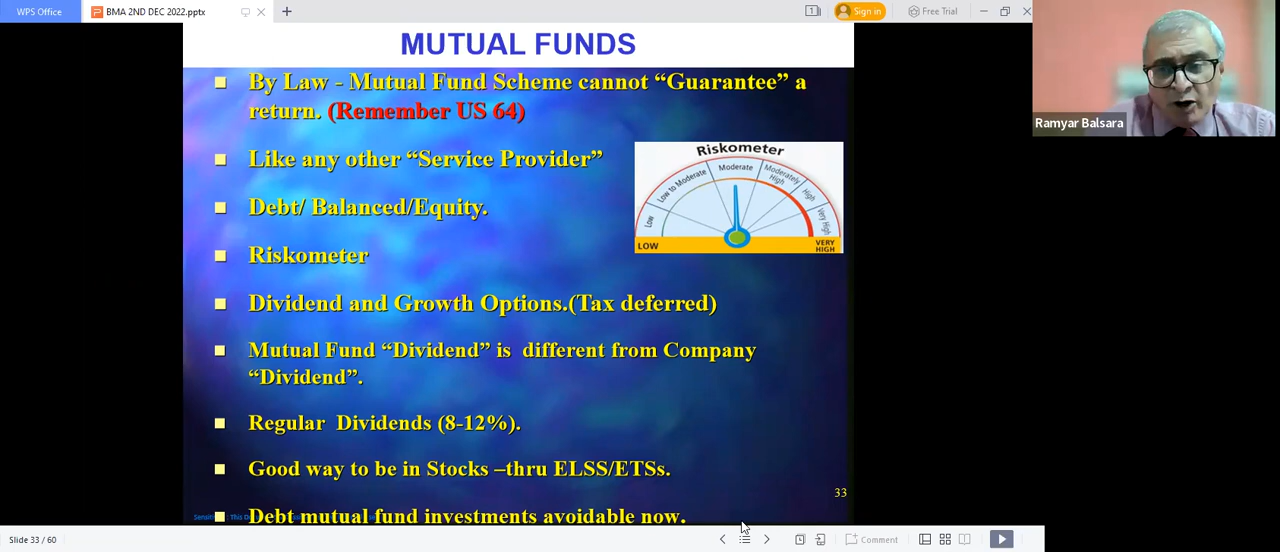 WPS Office
BMA 2ND DEC 2022.pptx
1
Sign in
Free Trial
MUTUAL FUNDS
By Law - Mutual Fund Scheme cannot “Guarantee” a
return. (Remember US 64)
Like any other “Service Provider”
Debt/ Balanced/Equity.
Riskometer
Dividend and Growth Options.(Tax deferred)
Mutual Fund “Dividend” is different from Company
“Dividend”.
Regular Dividends (8-12%).
Good way to be in Stocks –thru ELSS/ETSs.
Debt mutual fund investments avoidable now.
Riskometer
Low
Low to Moderate
Moderate
Moderately
High
High
Very High
LOW
VERY
HIGH
33
Ramyar Balsara
Slide 33 / 60
Comment